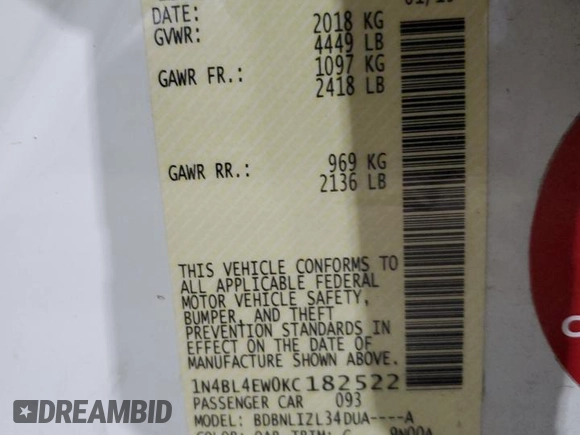 DATE:
GVWR: 2018 KG
4449 LB
GAWR FR.: 1097 KG
2418 LB
GAWR RR.: 969 KG
2136 LB
THIS VEHICLE CONFORMS TO
ALL APPLICABLE FEDERAL
MOTOR VEHICLE SAFETY,
BUMPER, AND THEFT
PREVENTION STANDARDS IN
EFFECT ON THE DATE OF
MANUFACTURE SHOWN ABOVE.
1N4BL4EW0KC182522
PASSENGER CAR 093
MODEL: BDBNLIZL34DUA----A
DREAMBID